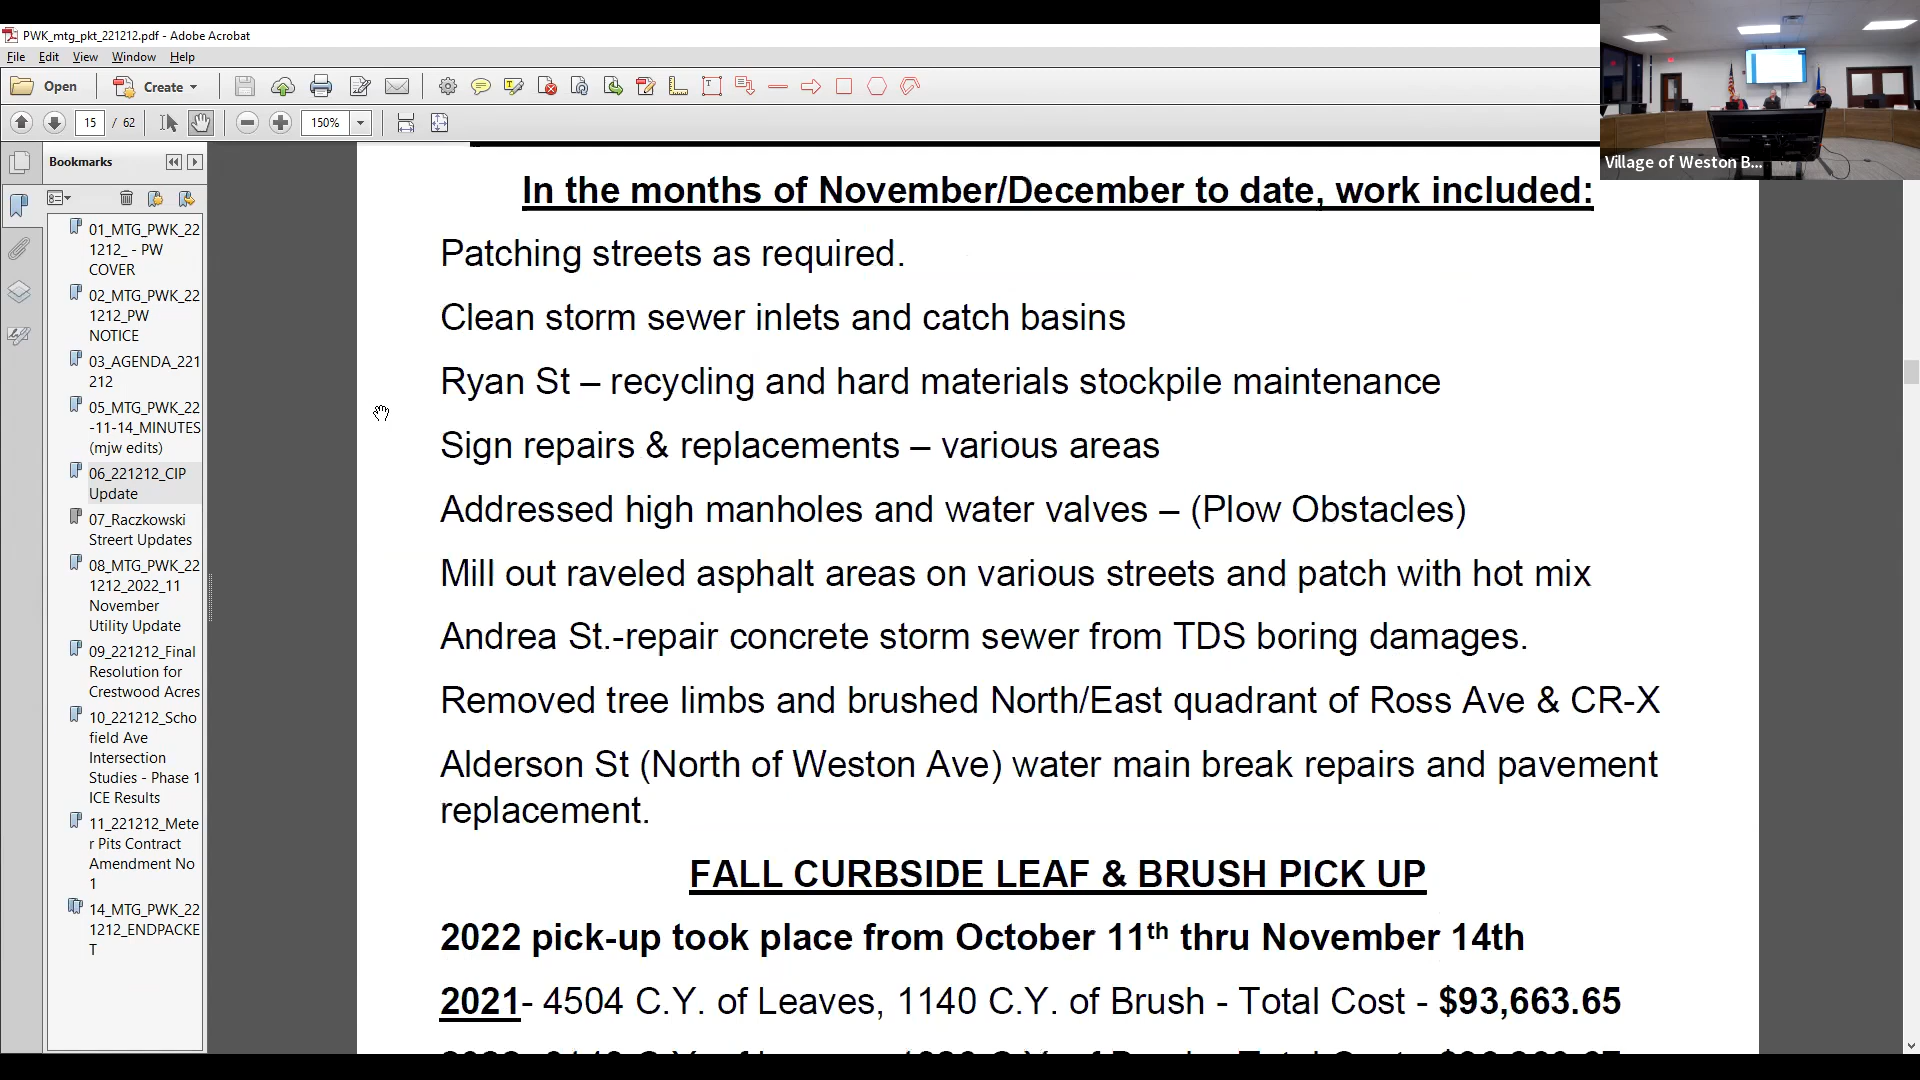 PWK_mtg_pkt_221212.pdf - Adobe Acrobat
File Edit View Window Help
Open Create
15 / 62 150%
Village of Weston B...
Bookmarks
01_MTG_PWK_22
1212_ - PW
COVER
02_MTG_PWK_22
1212_PW
NOTICE
03_AGENDA_221
212
05_MTG_PWK_22
-11-14_MINUTES
(mjw edits)
06_221212_CIP
Update
07_Raczkowski
Streert Updates
08_MTG_PWK_22
1212_2022_11
November
Utility Update
09_221212_Final
Resolution for
Crestwood Acres
10_221212_Scho
field Ave
Intersection
Studies - Phase 1
ICE Results
11_221212_Mete
r Pits Contract
Amendment No
1
14_MTG_PWK_22
1212_ENDPACKE
T
In the months of November/December to date, work included:
Patching streets as required.
Clean storm sewer inlets and catch basins
Ryan St – recycling and hard materials stockpile maintenance
Sign repairs & replacements – various areas
Addressed high manholes and water valves – (Plow Obstacles)
Mill out raveled asphalt areas on various streets and patch with hot mix
Andrea St.-repair concrete storm sewer from TDS boring damages.
Removed tree limbs and brushed North/East quadrant of Ross Ave & CR-X
Alderson St (North of Weston Ave) water main break repairs and pavement
replacement.
FALL CURBSIDE LEAF & BRUSH PICK UP
2022 pick-up took place from October 11th thru November 14th
2021- 4504 C.Y. of Leaves, 1140 C.Y. of Brush - Total Cost - $93,663.65